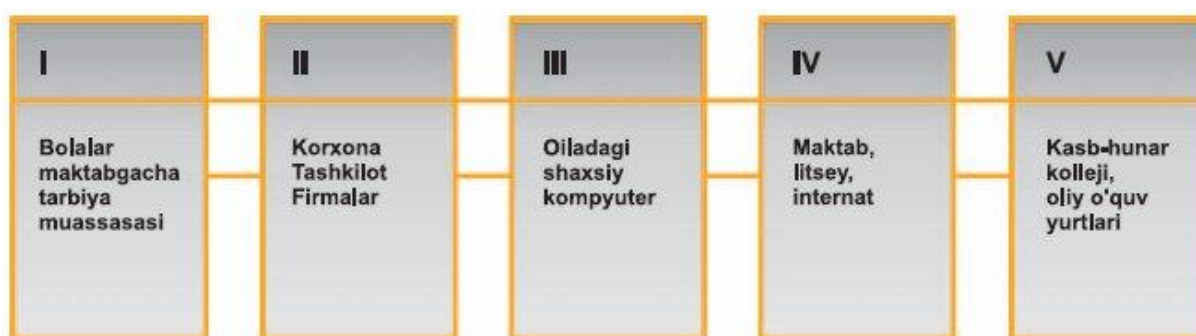 I
Bolalar
maktabgacha
tarbiya
muassasasi
II
Korxona
Tashkilot
Firmalar
III
Oiladagi
shaxsiy
kompyuter
IV
Maktab,
litsey,
internat
V
Kasb-hunar
kolleji,
oliy o'quv
yurtlari